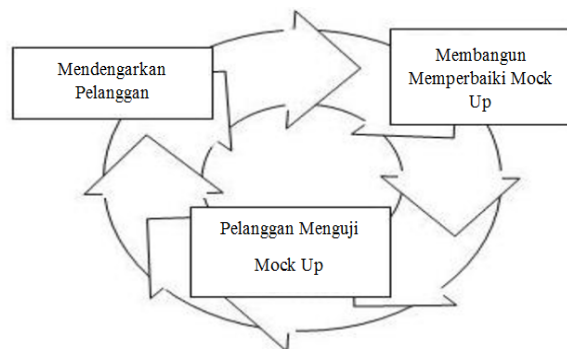 Mendengarkan
Pelanggan
Membangun
Memperbaiki Mock
Up
Pelanggan Menguji
Mock Up